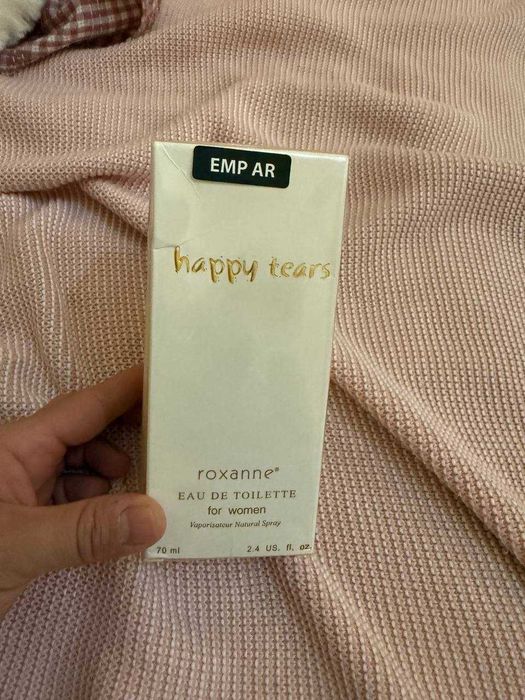 EMP AR
happy tears
roxanne®
EAU DE TOILETTE
for women
Vaporisateur Natural Spray
70 ml 2.4 US. fl. oz.